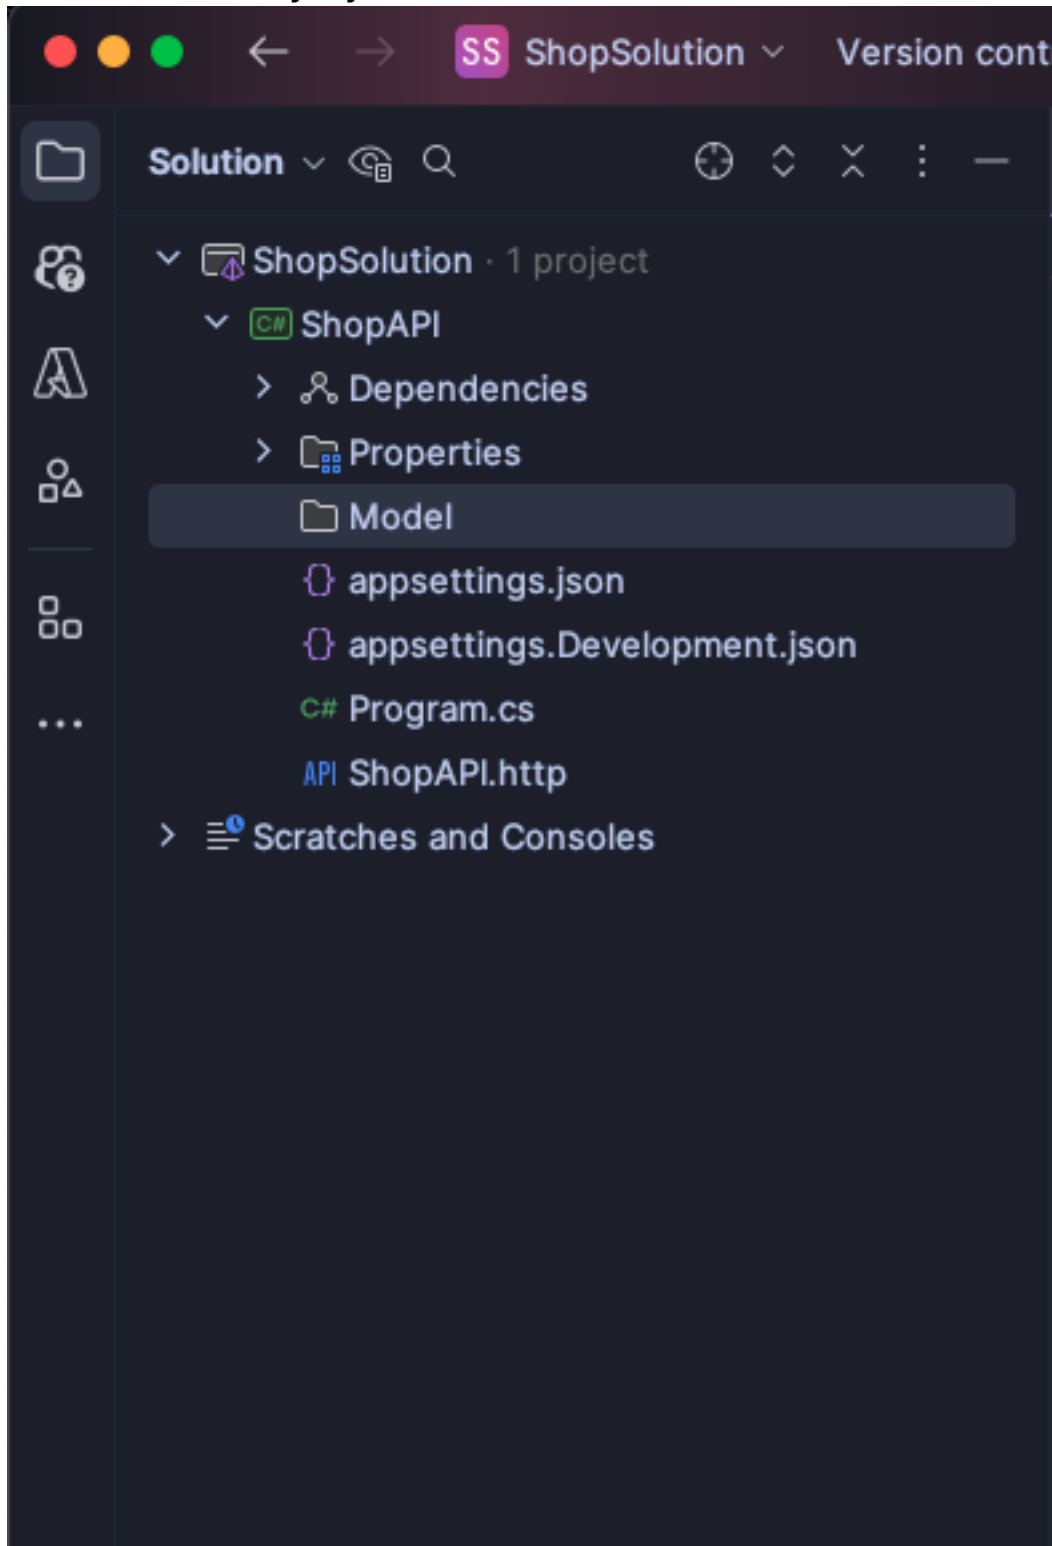 SS ShopSolution Version cont
Solution
ShopSolution · 1 project
C# ShopAPI
Dependencies
Properties
Model
{} appsettings.json
{} appsettings.Development.json
C# Program.cs
API ShopAPI.http
Scratches and Consoles